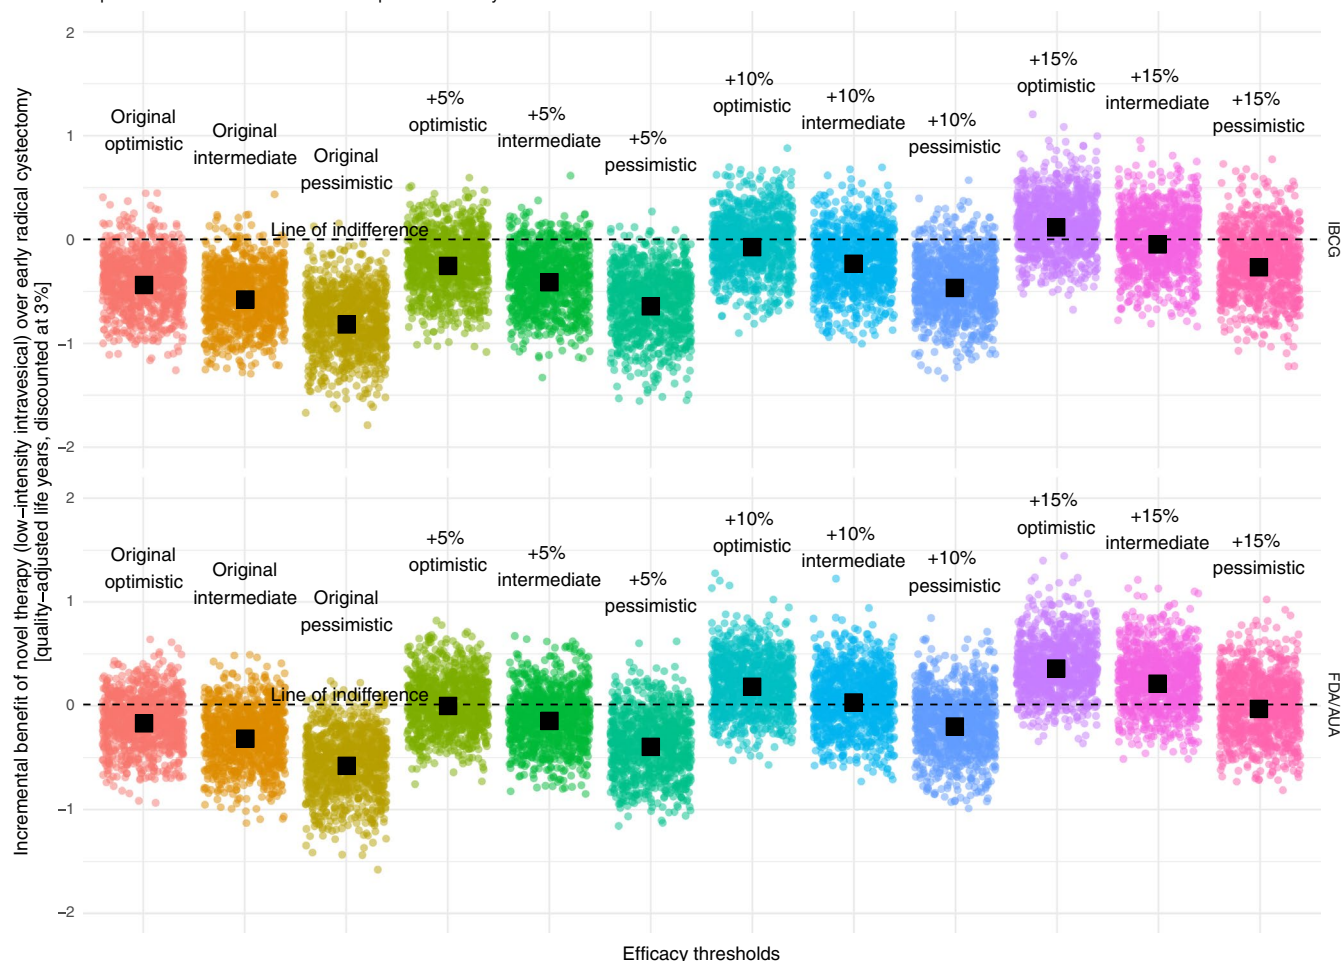 Incremental benefit of novel therapy (low−intensity intravesical) over early radical cystectomy
[quality−adjusted life years, discounted at 3%]
2
1
0
−1
−2
Original
optimistic
Original
intermediate
Original
pessimistic
+5%
optimistic
+5%
intermediate
+5%
pessimistic
+10%
optimistic
+10%
intermediate
+10%
pessimistic
+15%
optimistic
+15%
intermediate
+15%
pessimistic
Line of indifference
IBCG
2
1
0
−1
−2
Original
optimistic
Original
intermediate
Original
pessimistic
+5%
optimistic
+5%
intermediate
+5%
pessimistic
+10%
optimistic
+10%
intermediate
+10%
pessimistic
+15%
optimistic
+15%
intermediate
+15%
pessimistic
Line of indifference
FDA/AUA
Efficacy thresholds